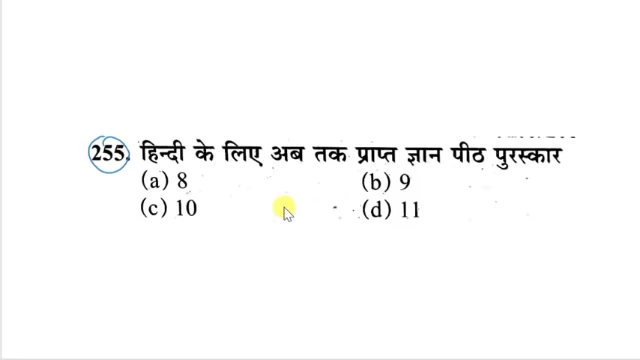 255. हिन्दी के लिए अब तक प्राप्त ज्ञान पीठ पुरस्कार
(a) 8 (b) 9
(c) 10 (d) 11